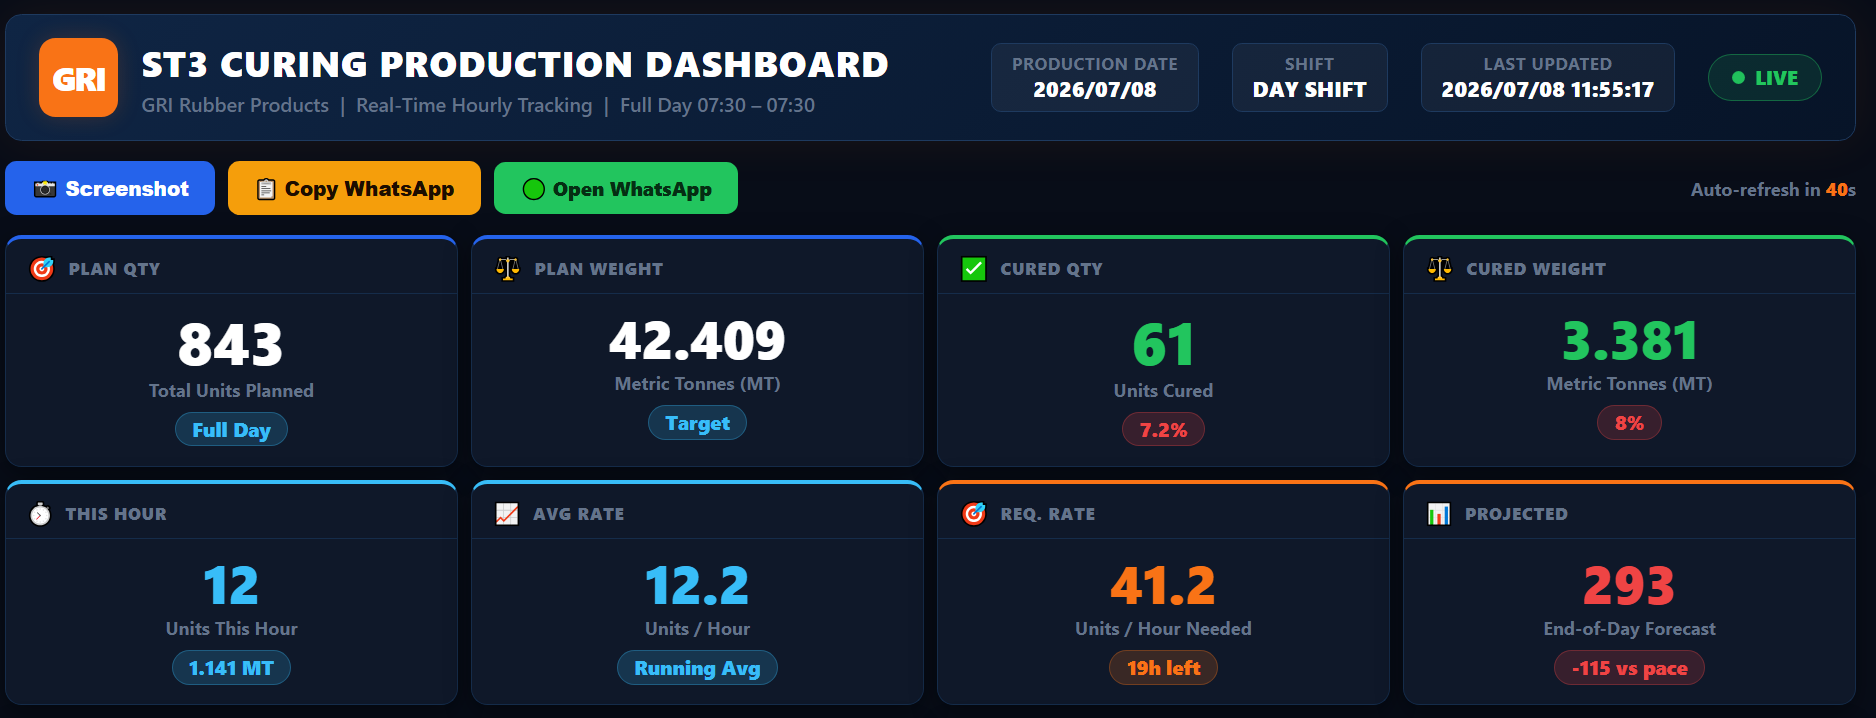 GRI
ST3 CURING PRODUCTION DASHBOARD
GRI Rubber Products | Real-Time Hourly Tracking | Full Day 07:30 – 07:30
PRODUCTION DATE
2026/07/08
SHIFT
DAY SHIFT
LAST UPDATED
2026/07/08 11:55:17
LIVE
Screenshot
Copy WhatsApp
Open WhatsApp
Auto-refresh in 40s
PLAN QTY
843
Total Units Planned
Full Day
PLAN WEIGHT
42.409
Metric Tonnes (MT)
Target
CURED QTY
61
Units Cured
7.2%
CURED WEIGHT
3.381
Metric Tonnes (MT)
8%
THIS HOUR
12
Units This Hour
1.141 MT
AVG RATE
12.2
Units / Hour
Running Avg
REQ. RATE
41.2
Units / Hour Needed
19h left
PROJECTED
293
End-of-Day Forecast
-115 vs pace